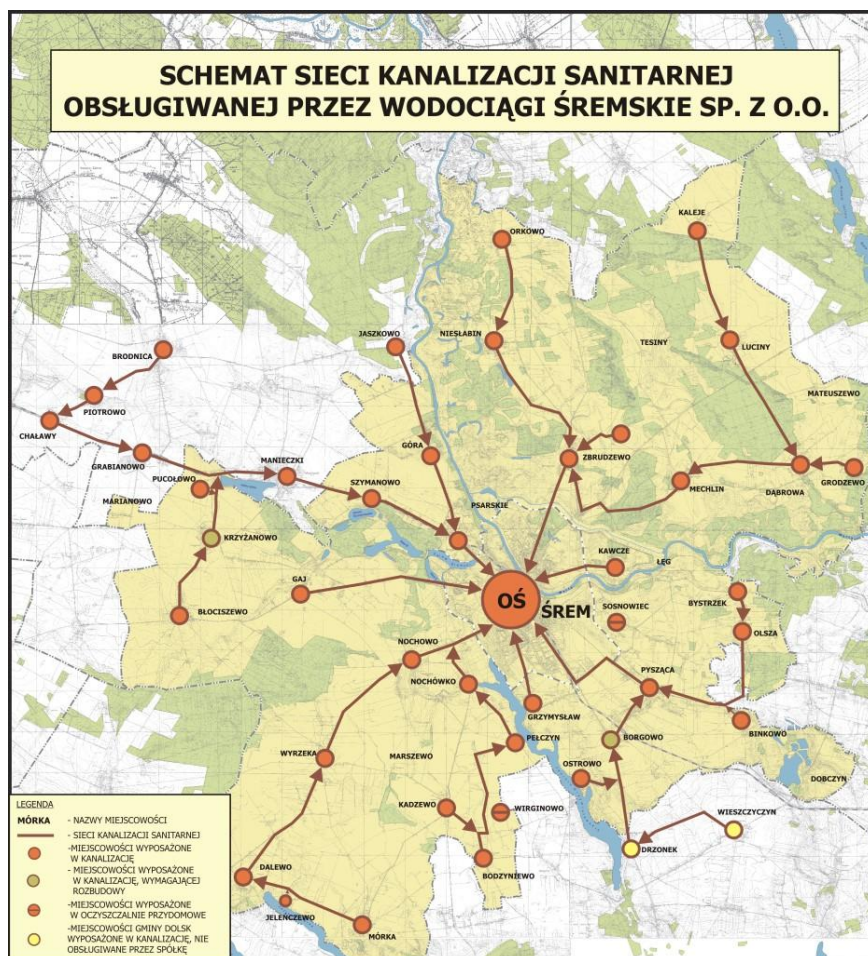 SCHEMAT SIECI KANALIZACJI SANITARNEJ
OBSŁUGIWANEJ PRZEZ WODOCIĄGI ŚREMSKIE SP. Z O.O.
KALEJE
ORKOWO
JASZKOWO
NIESŁABIN
TESINY
LUCINY
BRODNICA
MATEUSZEWO
PIOTROWO
CHAŁAWY
GÓRA
GRABIANOWO
ZBRUDZEWO
MANIECZKI
PUCOŁOWO
SZYMANOWO
MECHLIN
DĄBROWA
GRODZEWO
MARIANOWO
PSARSKIE
KRZYŻANOWO
KAWCZE
ŁĘG
GAJ
OŚ
ŚREM
SOSNOWIEC
BYSTRZEK
BŁOCISZEWO
OLSZA
NOCHOWO
PYSZĄCA
NOCHÓWKO
GRZYMYSŁAW
BINKOWO
BORGOWO
PEŁCZYN
WYRZEKA
MARSZEWO
OSTROWO
DOBCZYN
KADZEWO
WIRGINOWO
WIESZCZYCZYN
DRZONEK
BODZYNIEWO
DALEWO
JELEŃCZEWO
MÓRKA
LEGENDA
MÓRKA - NAZWY MIEJSCOWOŚCI
- SIECI KANALIZACJI SANITARNEJ
-MIEJSCOWOŚCI WYPOSAŻONE
W KANALIZACJĘ
- MIEJSCOWOŚCI WYPOSAŻONE
W KANALIZACJĘ, WYMAGAJĄCEJ
ROZBUDOWY
-MIEJSCOWOŚCI WYPOSAŻONE
W OCZYSZCZALNIE PRZYDOMOWE
-MIEJSCOWOŚCI GMINY DOLSK
WYPOSAŻONE W KANALIZACJĘ, NIE
OBSŁUGIWANE PRZEZ SPÓŁKĘ